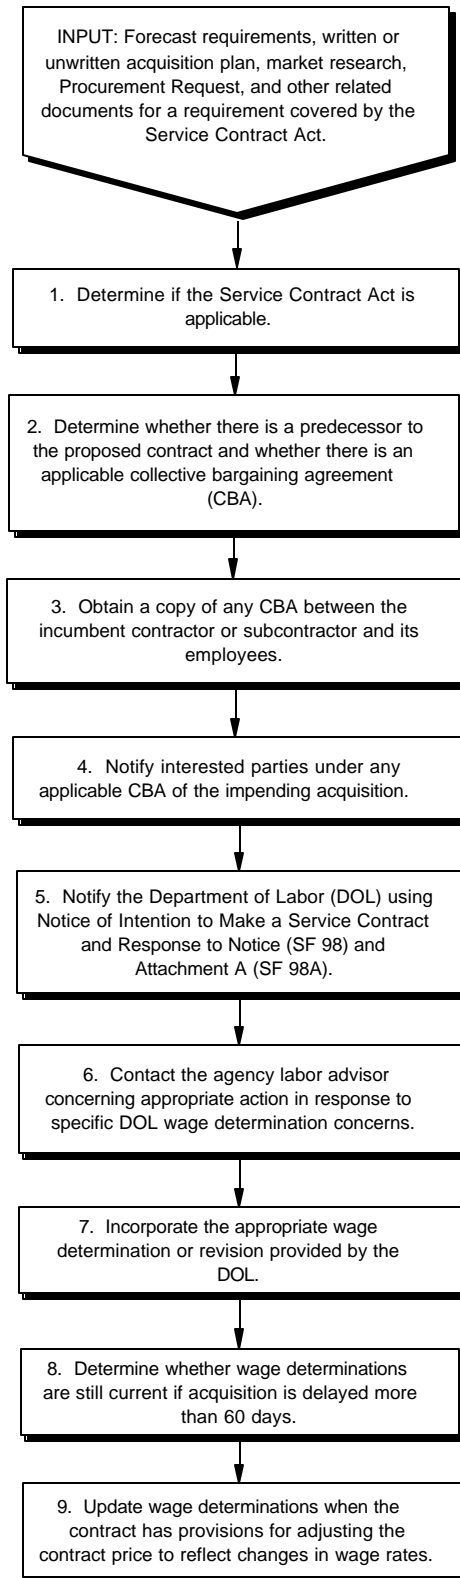 INPUT: Forecast requirements, written or
unwritten acquisition plan, market research,
Procurement Request, and other related
documents for a requirement covered by the
Service Contract Act.
1. Determine if the Service Contract Act is
applicable.
2. Determine whether there is a predecessor to
the proposed contract and whether there is an
applicable collective bargaining agreement
(CBA).
3. Obtain a copy of any CBA between the
incumbent contractor or subcontractor and its
employees.
4. Notify interested parties under any
applicable CBA of the impending acquisition.
5. Notify the Department of Labor (DOL) using
Notice of Intention to Make a Service Contract
and Response to Notice (SF 98) and
Attachment A (SF 98A).
6. Contact the agency labor advisor
concerning appropriate action in response to
specific DOL wage determination concerns.
7. Incorporate the appropriate wage
determination or revision provided by the
DOL.
8. Determine whether wage determinations
are still current if acquisition is delayed more
than 60 days.
9. Update wage determinations when the
contract has provisions for adjusting the
contract price to reflect changes in wage rates.